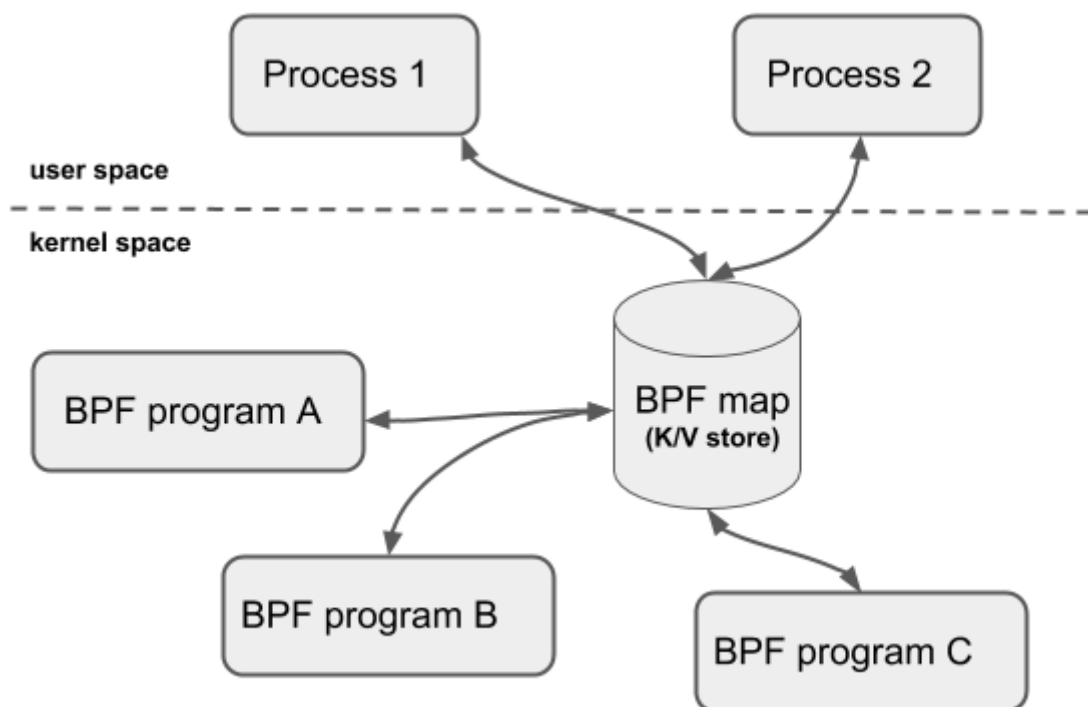 Process 1
Process 2
user space
kernel space
BPF map
(K/V store)
BPF program A
BPF program B
BPF program C